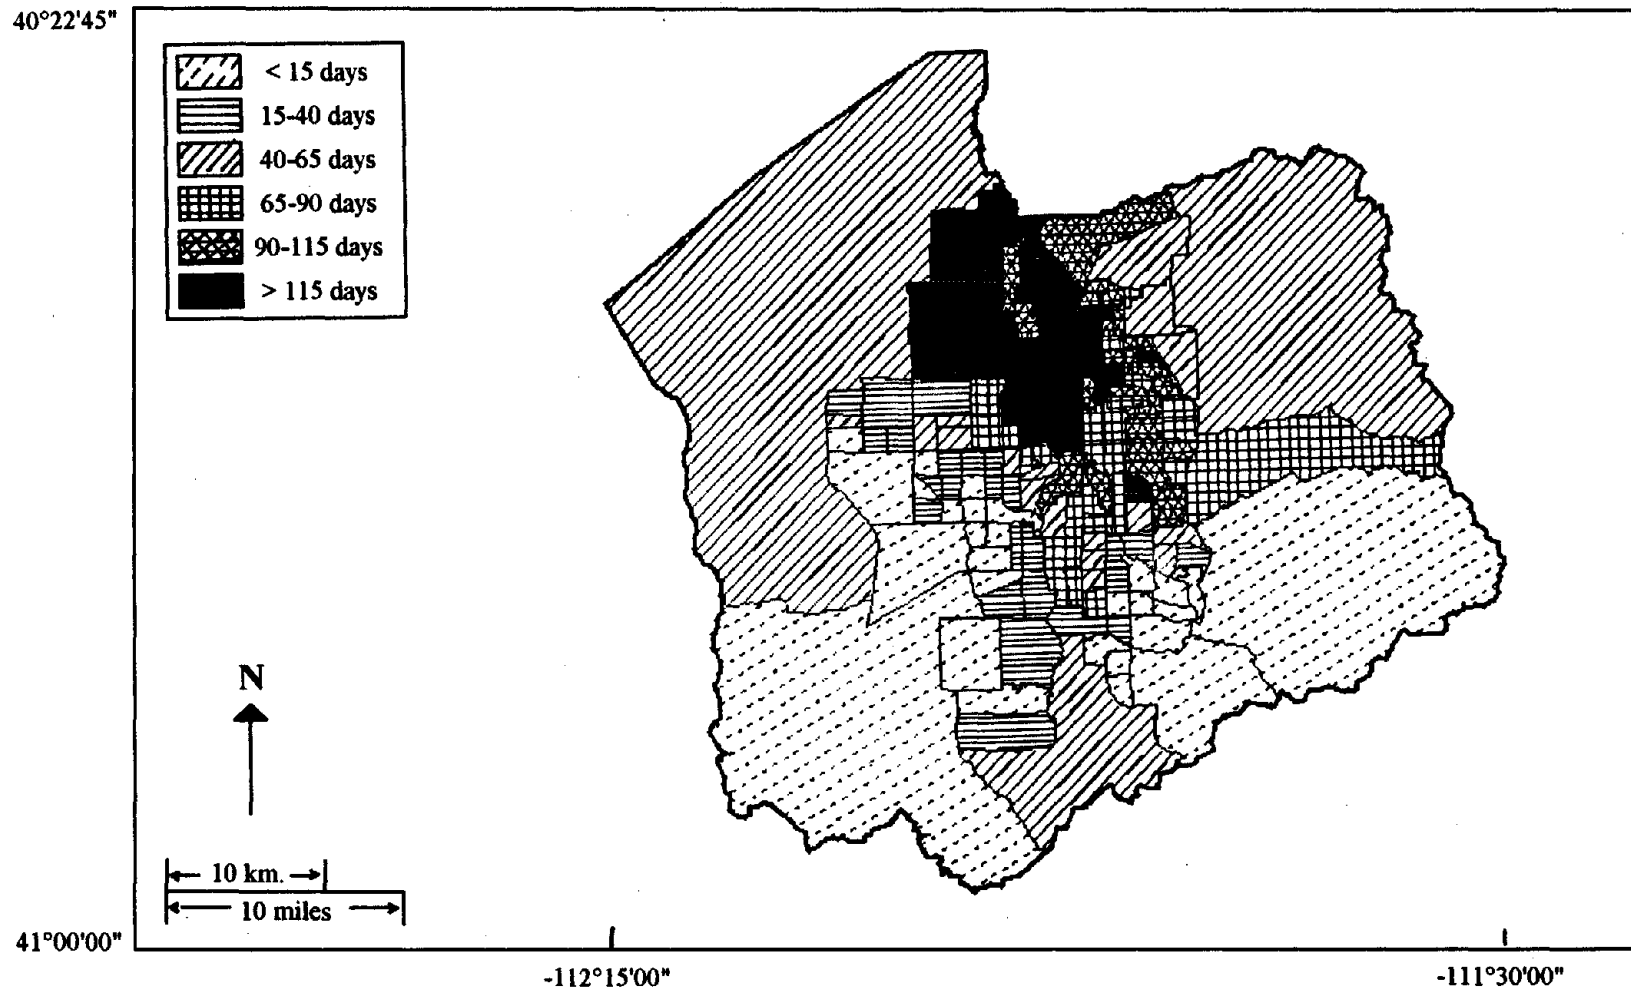 40°22'45"
< 15 days
15-40 days
40-65 days
65-90 days
90-115 days
> 115 days
N
10 km.
10 miles
41°00'00"
-112°15'00"
-111°30'00"